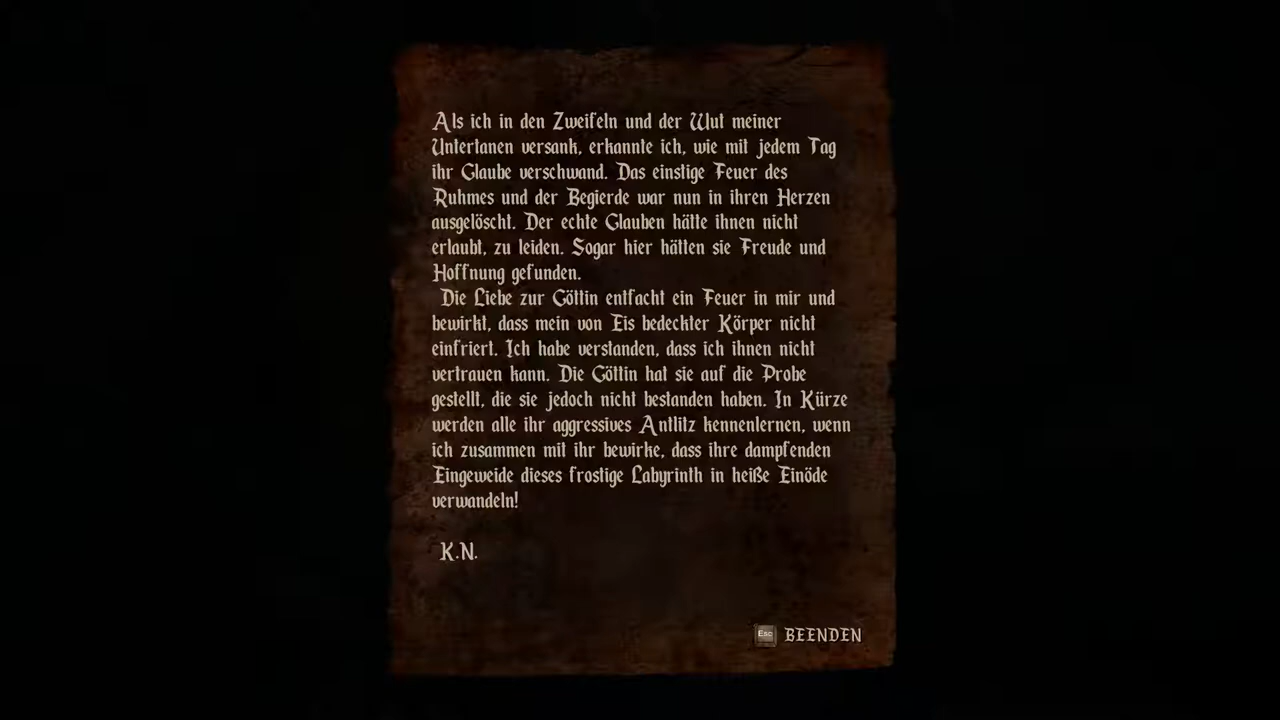 Als ich in den Zweifeln und der Wut meiner
Untertanen versank, erkannte ich, wie mit jedem Tag
ihr Glaube verschwand. Das einstige Feuer des
Ruhmes und der Begierde war nun in ihren Herzen
ausgelöscht. Der echte Glauben hätte ihnen nicht
erlaubt, zu leiden. Sogar hier hätten sie Freude und
Hoffnung gefunden.
Die Liebe zur Göttin entfacht ein Feuer in mir und
bewirkt, dass mein von Eis bedeckter Körper nicht
einfriert. Ich habe verstanden, dass ich ihnen nicht
vertrauen kann. Die Göttin hat sie auf die Probe
gestellt, die sie jedoch nicht bestanden haben. In Kürze
werden alle ihr aggressives Antlitz kennenlernen, wenn
ich zusammen mit ihr bewirke, dass ihre dampfenden
Eingeweide dieses frostige Labyrinth in heiße Einöde
verwandeln!
K.N.
Esc BEENDEN